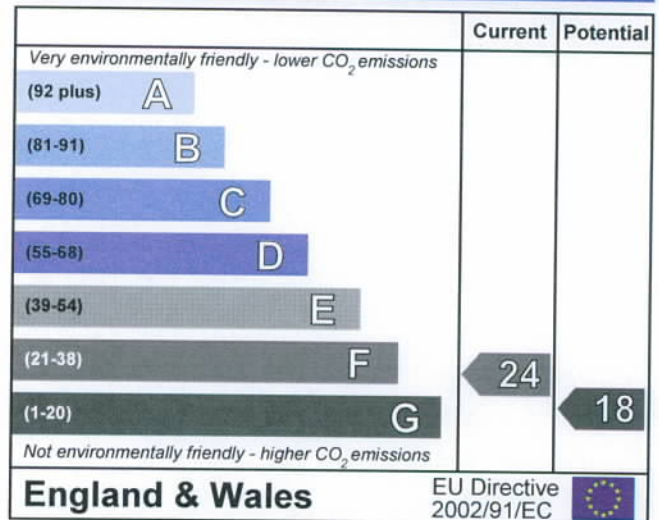 Current Potential
Very environmentally friendly - lower CO2 emissions
(92 plus) A
(81-91) B
(69-80) C
(55-68) D
(39-54) E
(21-38) F
24
(1-20) G
18
Not environmentally friendly - higher CO2 emissions
England & Wales
EU Directive
2002/91/EC